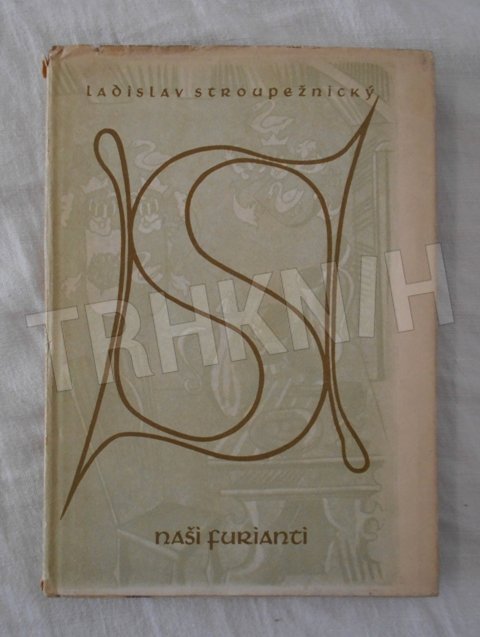 Ladislav Stroupežnický
TRHKNIH
naši furianti